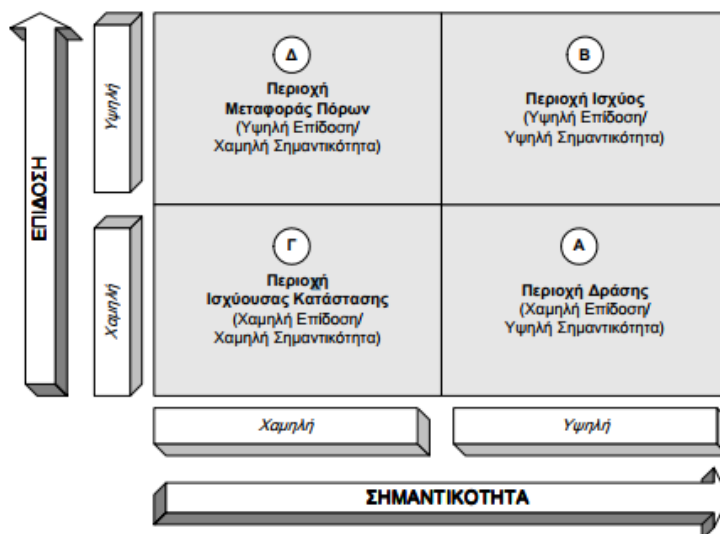 Δ
Περιοχή
Μεταφοράς Πόρων
(Υψηλή Επίδοση/
Χαμηλή Σημαντικότητα)
Β
Περιοχή Ισχύος
(Υψηλή Επίδοση/
Υψηλή Σημαντικότητα)
Υψηλή
ΕΠΙΔΟΣΗ
Γ
Περιοχή
Ισχύουσας Κατάστασης
(Χαμηλή Επίδοση/
Χαμηλή Σημαντικότητα)
Α
Περιοχή Δράσης
(Χαμηλή Επίδοση/
Υψηλή Σημαντικότητα)
Χαμηλή
Χαμηλή
Υψηλή
ΣΗΜΑΝΤΙΚΟΤΗΤΑ